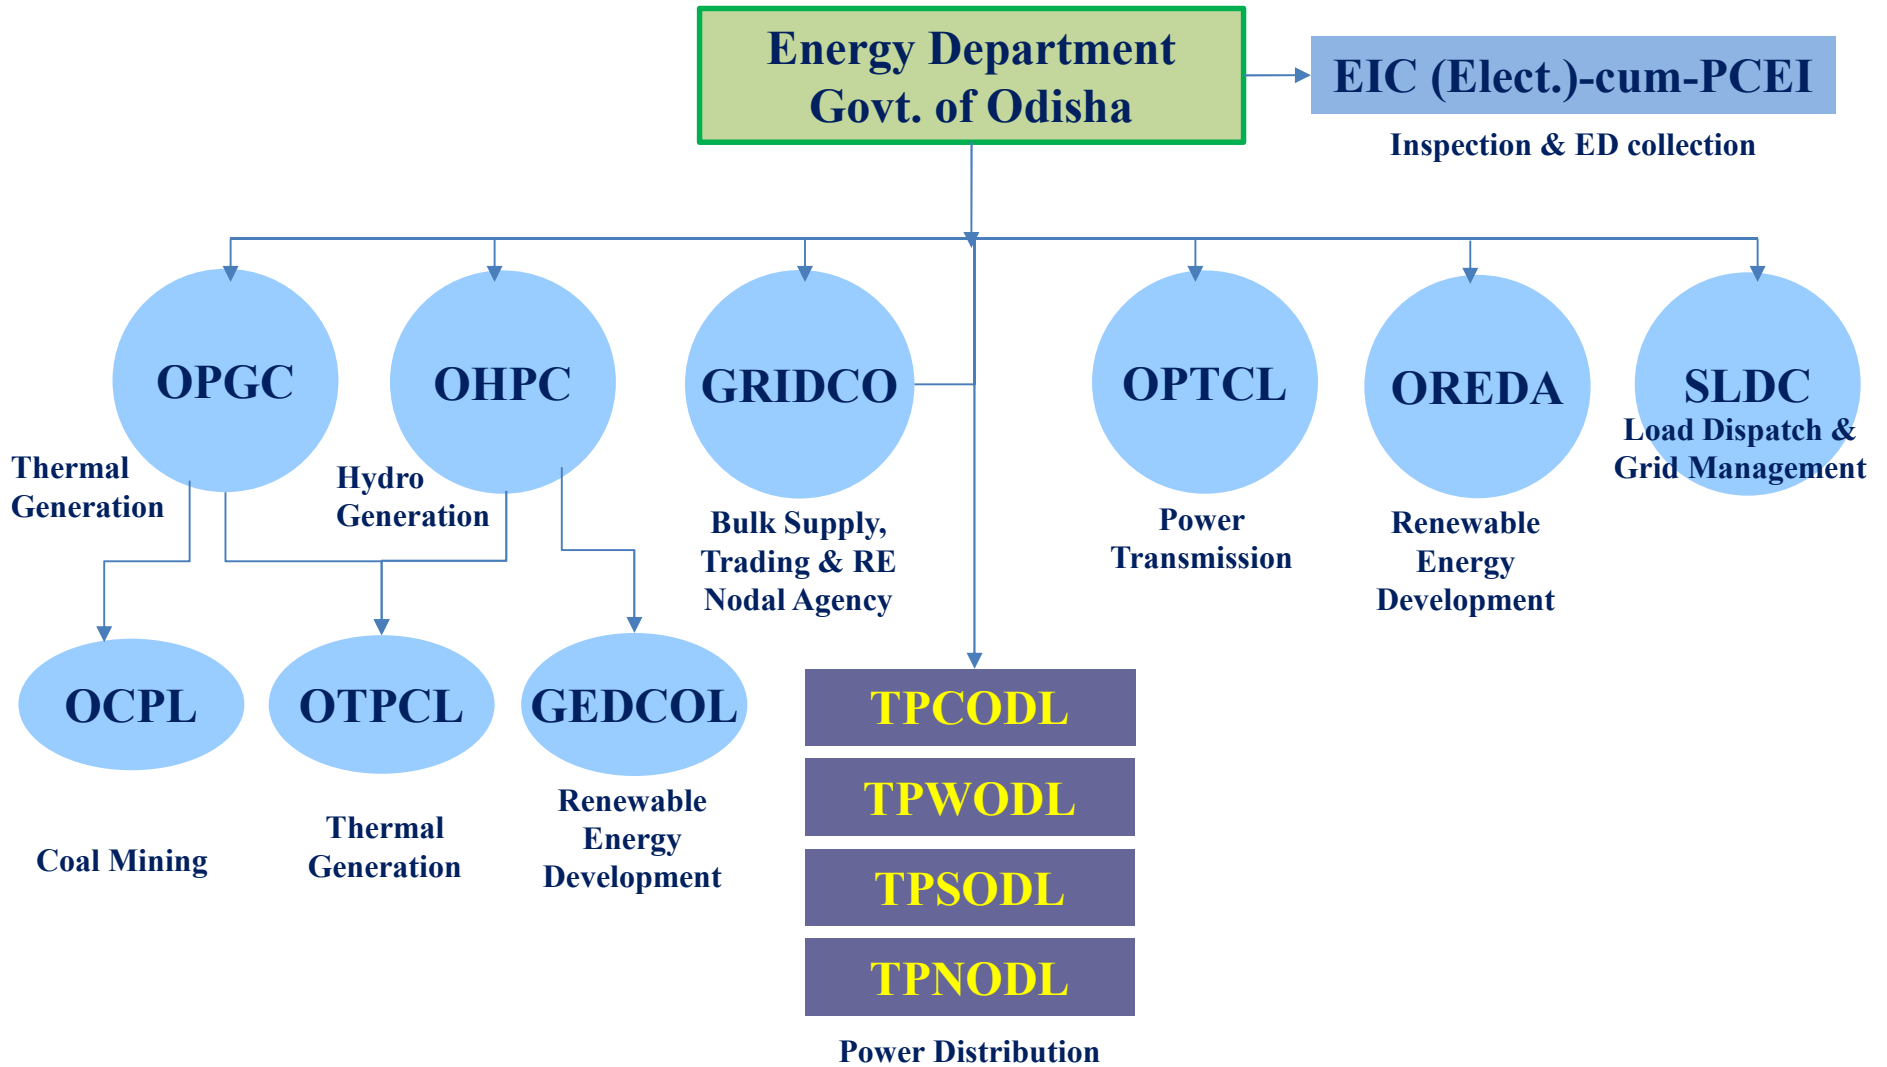 Energy Department
Govt. of Odisha
EIC (Elect.)-cum-PCEI
Inspection & ED collection
OPGC
OHPC
GRIDCO
OPTCL
OREDA
SLDC
Thermal
Generation
Hydro
Generation
Bulk Supply,
Trading & RE
Nodal Agency
Power
Transmission
Renewable
Energy
Development
Load Dispatch &
Grid Management
OCPL
OTPCL
GEDCOL
Coal Mining
Thermal
Generation
Renewable
Energy
Development
TPCODL
TPWODL
TPSODL
TPNODL
Power Distribution